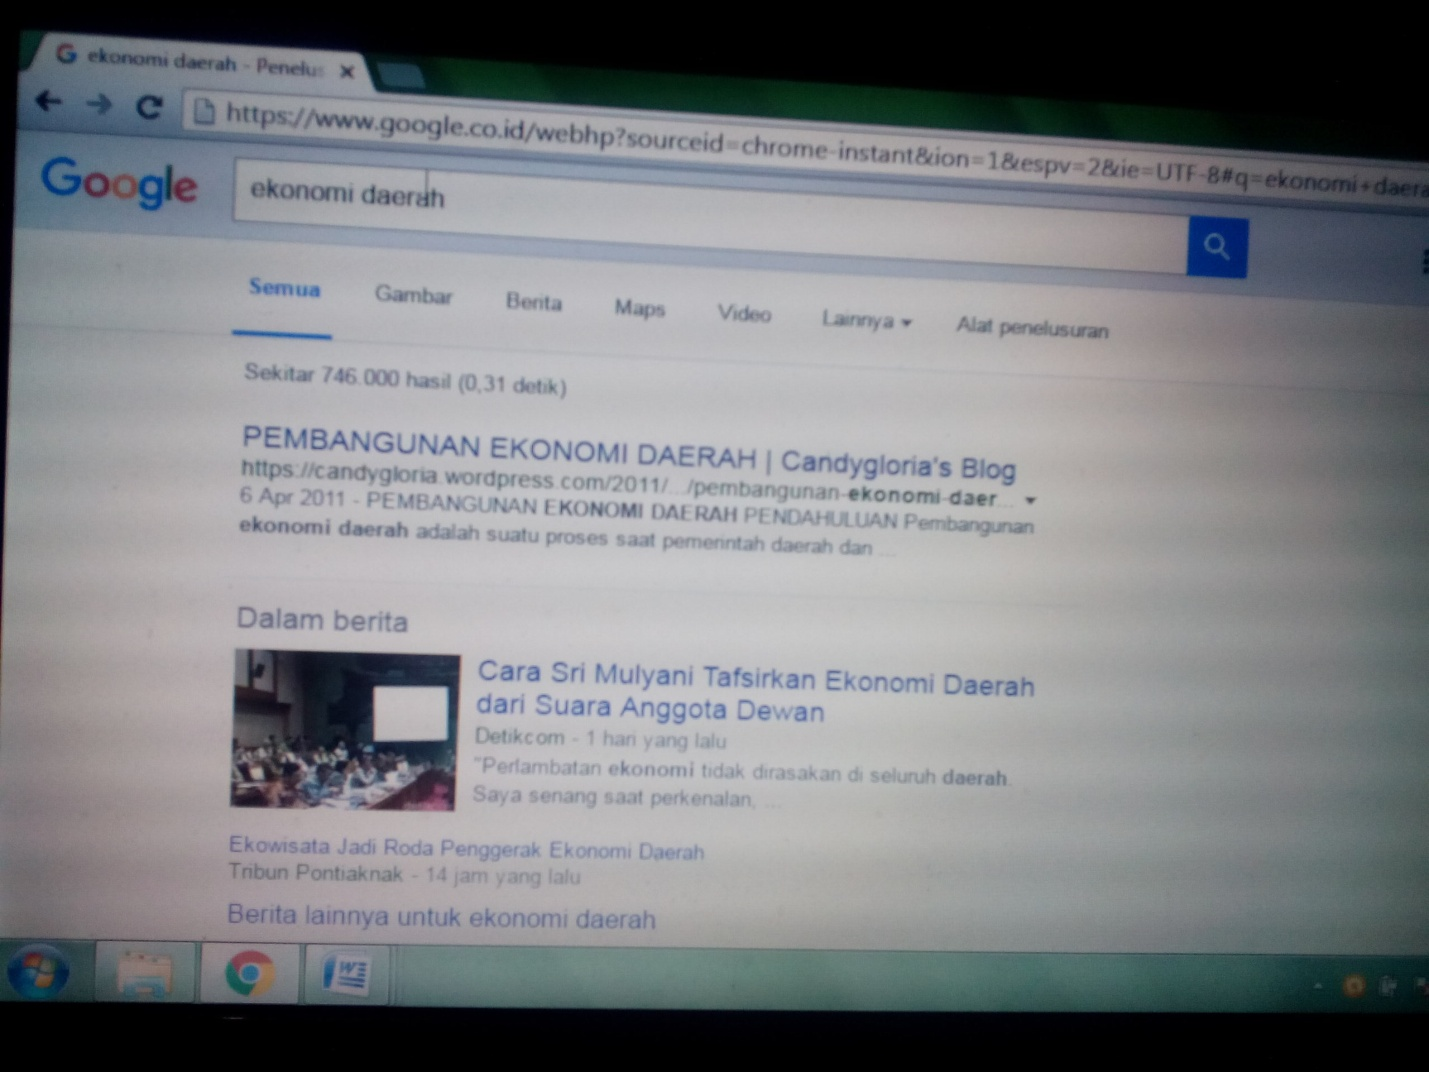 ekonomi daerah - Penelus
https://www.google.co.id/webhp?sourceid=chrome-instant&ion=1&espv=2&ie=UTF-8#q=ekonomi+daera
Google
ekonomi daerah
Semua Gambar Berita Maps Video Lainnya Alat penelusuran
Sekitar 746.000 hasil (0,31 detik)
PEMBANGUNAN EKONOMI DAERAH | Candygloria's Blog
https://candygloria.wordpress.com/2011/.../pembangunan-ekonomi-daer...
6 Apr 2011 - PEMBANGUNAN EKONOMI DAERAH PENDAHULUAN Pembangunan
ekonomi daerah adalah suatu proses saat pemerintah daerah dan ...
Dalam berita
Cara Sri Mulyani Tafsirkan Ekonomi Daerah
dari Suara Anggota Dewan
Detikcom - 1 hari yang lalu
"Perlambatan ekonomi tidak dirasakan di seluruh daerah.
Saya senang saat perkenalan, ...
Ekowisata Jadi Roda Penggerak Ekonomi Daerah
Tribun Pontiaknak - 14 jam yang lalu
Berita lainnya untuk ekonomi daerah